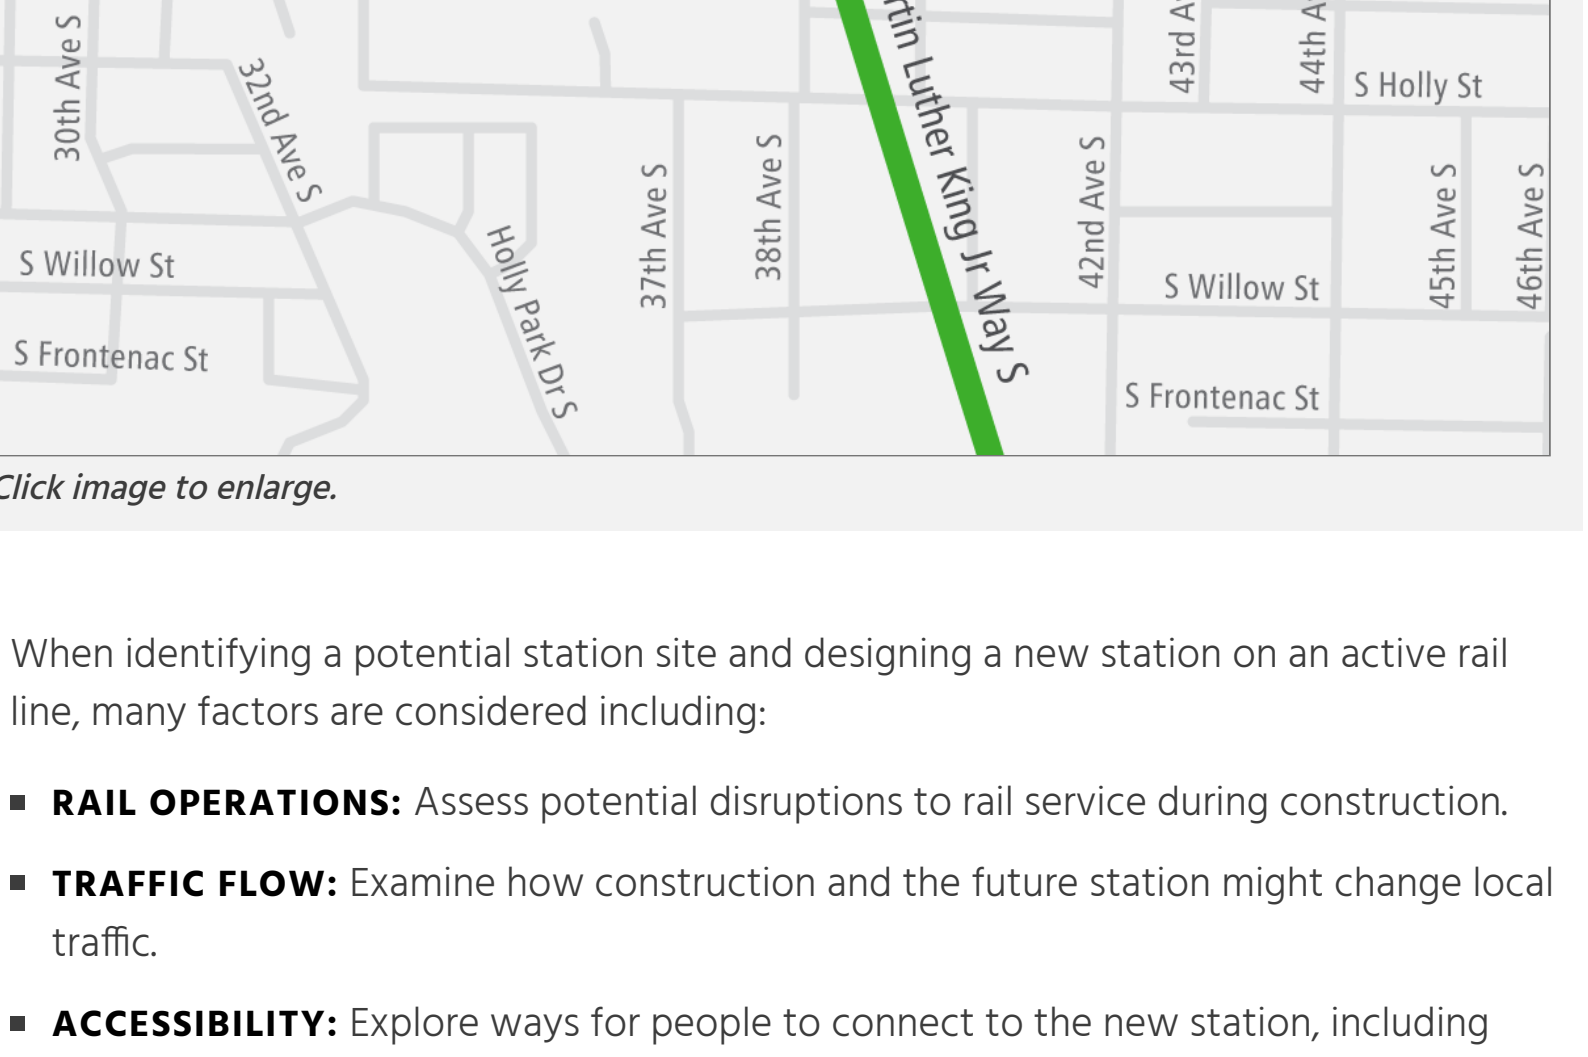 30th Ave S
32nd Ave S
43rd
44th
S Holly St
Martin Luther King Jr Way S
37th Ave S
38th Ave S
42nd Ave S
45th Ave S
46th Ave S
Holly Park Dr S
S Willow St
S Willow St
S Frontenac St
S Frontenac St
Click image to enlarge.
When identifying a potential station site and designing a new station on an active rail
line, many factors are considered including:
RAIL OPERATIONS: Assess potential disruptions to rail service during construction.
TRAFFIC FLOW: Examine how construction and the future station might change local
traffic.
ACCESSIBILITY: Explore ways for people to connect to the new station, including